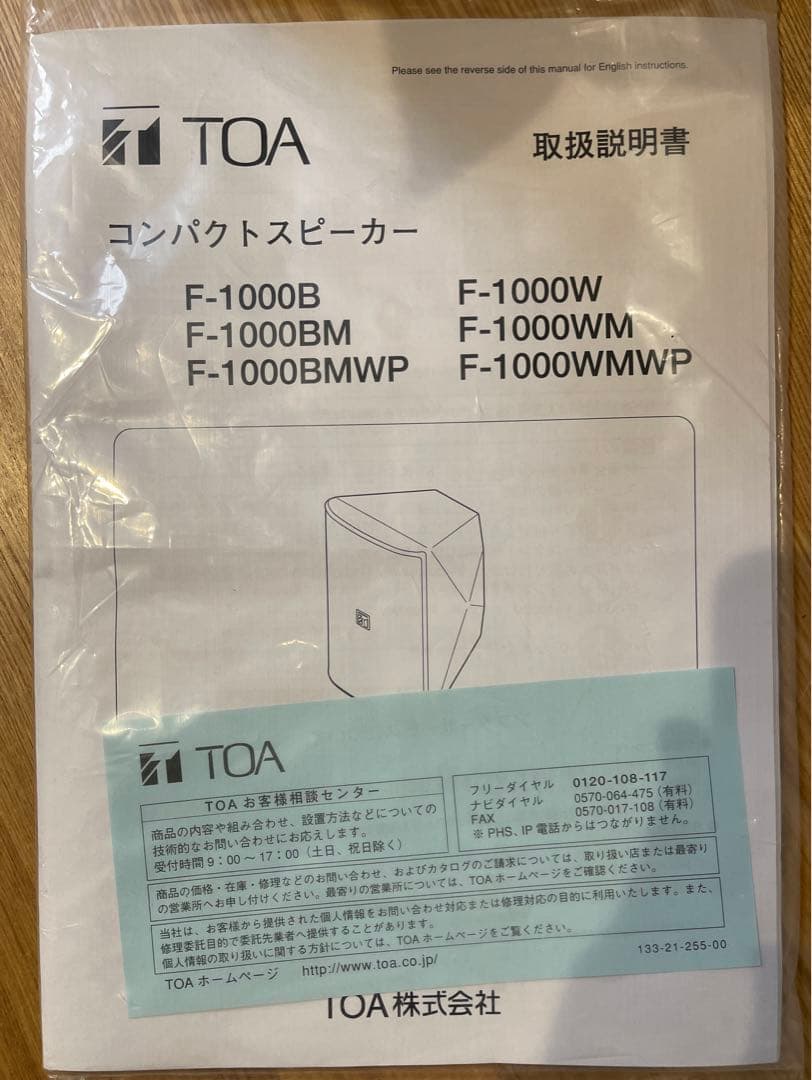 Please see the reverse side of this manual for English instructions.
TOA
取扱説明書
コンパクトスピーカー
F-1000B
F-1000W
F-1000BM
F-1000WM
F-1000BMWP
F-1000WMWP
TOA
TOA お客様相談センター
商品の内容や組み合わせ、設置方法などについての
技術的なお問い合わせにお応えします。
受付時間 9：00 〜 17：00（土日、祝日除く）
フリーダイヤル 0120-108-117
ナビダイヤル 0570-064-475（有料）
FAX 0570-017-108（有料）
※ PHS、IP 電話からはつながりません。
商品の価格・在庫・修理などのお問い合わせ、およびカタログのご請求については、取り扱い店または最寄り
の営業所へお申し付けください。最寄りの営業所については、TOA ホームページをご確認ください。
当社は、お客様から提供された個人情報をお問い合わせ対応または修理対応の目的に利用いたします。また、
修理委託目的で委託先業者へ提供することがあります。
個人情報の取り扱いに関する方針については、TOA ホームページをご覧ください。
TOA ホームページ http://www.toa.co.jp/
133-21-255-00
TOA株式会社